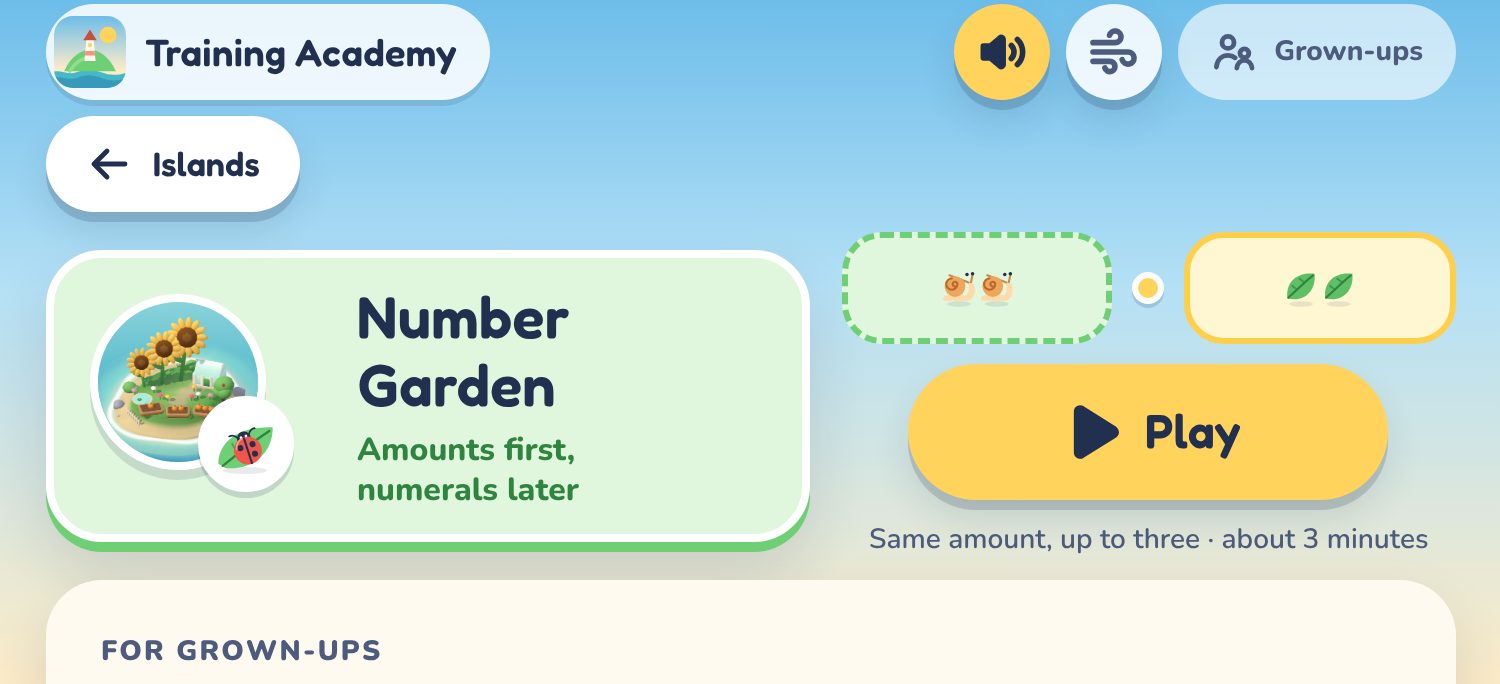 Training Academy
Grown-ups
Islands
Number
Garden
Amounts first,
numerals later
Play
Same amount, up to three · about 3 minutes
FOR GROWN-UPS